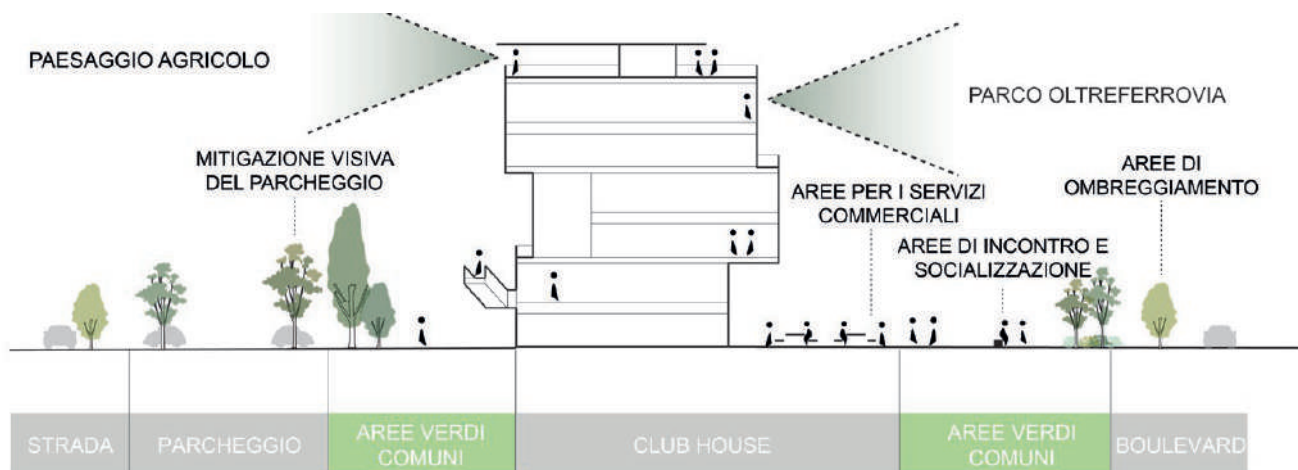 PAESAGGIO AGRICOLO
PARCO OLTREFERROVIA
MITIGAZIONE VISIVA
DEL PARCHEGGIO
AREE DI
OMBREGGIAMENTO
AREE PER I SERVIZI
COMMERCIALI
AREE DI INCONTRO E
SOCIALIZZAZIONE
STRADA
PARCHEGGIO
AREE VERDI
COMUNI
CLUB HOUSE
AREE VERDI
COMUNI
BOULEVARD